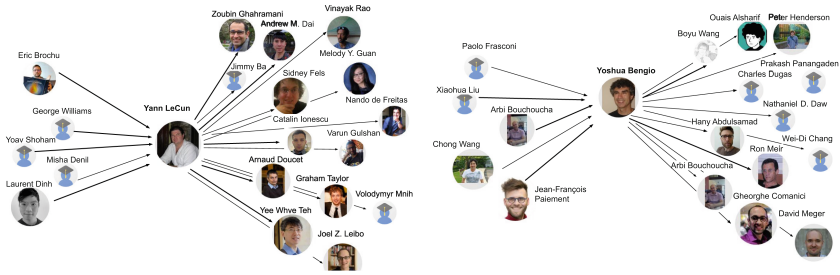 Zoubin Ghahramani
Andrew M. Dai
Vinayak Rao
Melody Y. Guan
Eric Brochu
Jimmy Ba
Sidney Fels
Yann LeCun
Nando de Freitas
George Williams
Catalin Ionescu
Yoav Shoham
Varun Gulshan
Misha Denil
Arnaud Doucet
Laurent Dinh
Graham Taylor
Volodymyr Mnih
Yee Whye Teh
Joel Z. Leibo
Ouais Alsharif
Peter Henderson
Boyu Wang
Paolo Frasconi
Prakash Panangaden
Yoshua Bengio
Charles Dugas
Xiaohua Liu
Nathaniel D. Daw
Arbi Bouchoucha
Hany Abdulsamad
Wei-Di Chang
Chong Wang
Ron Meir
Arbi Bouchoucha
Jean-François
Paiement
Gheorghe Comanici
David Meger